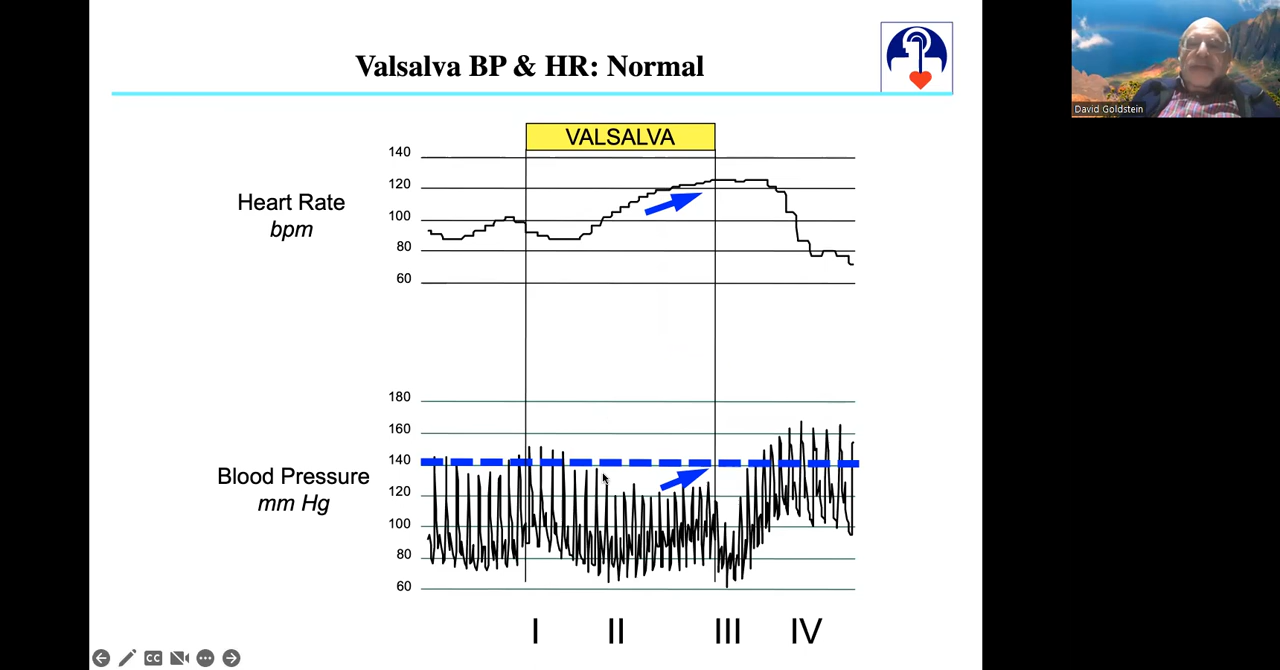 Valsalva BP & HR: Normal
David Goldstein
VALSALVA
140
120
100
80
60
Heart Rate
bpm
180
160
140
120
100
80
60
Blood Pressure
mm Hg
I II III IV
CC